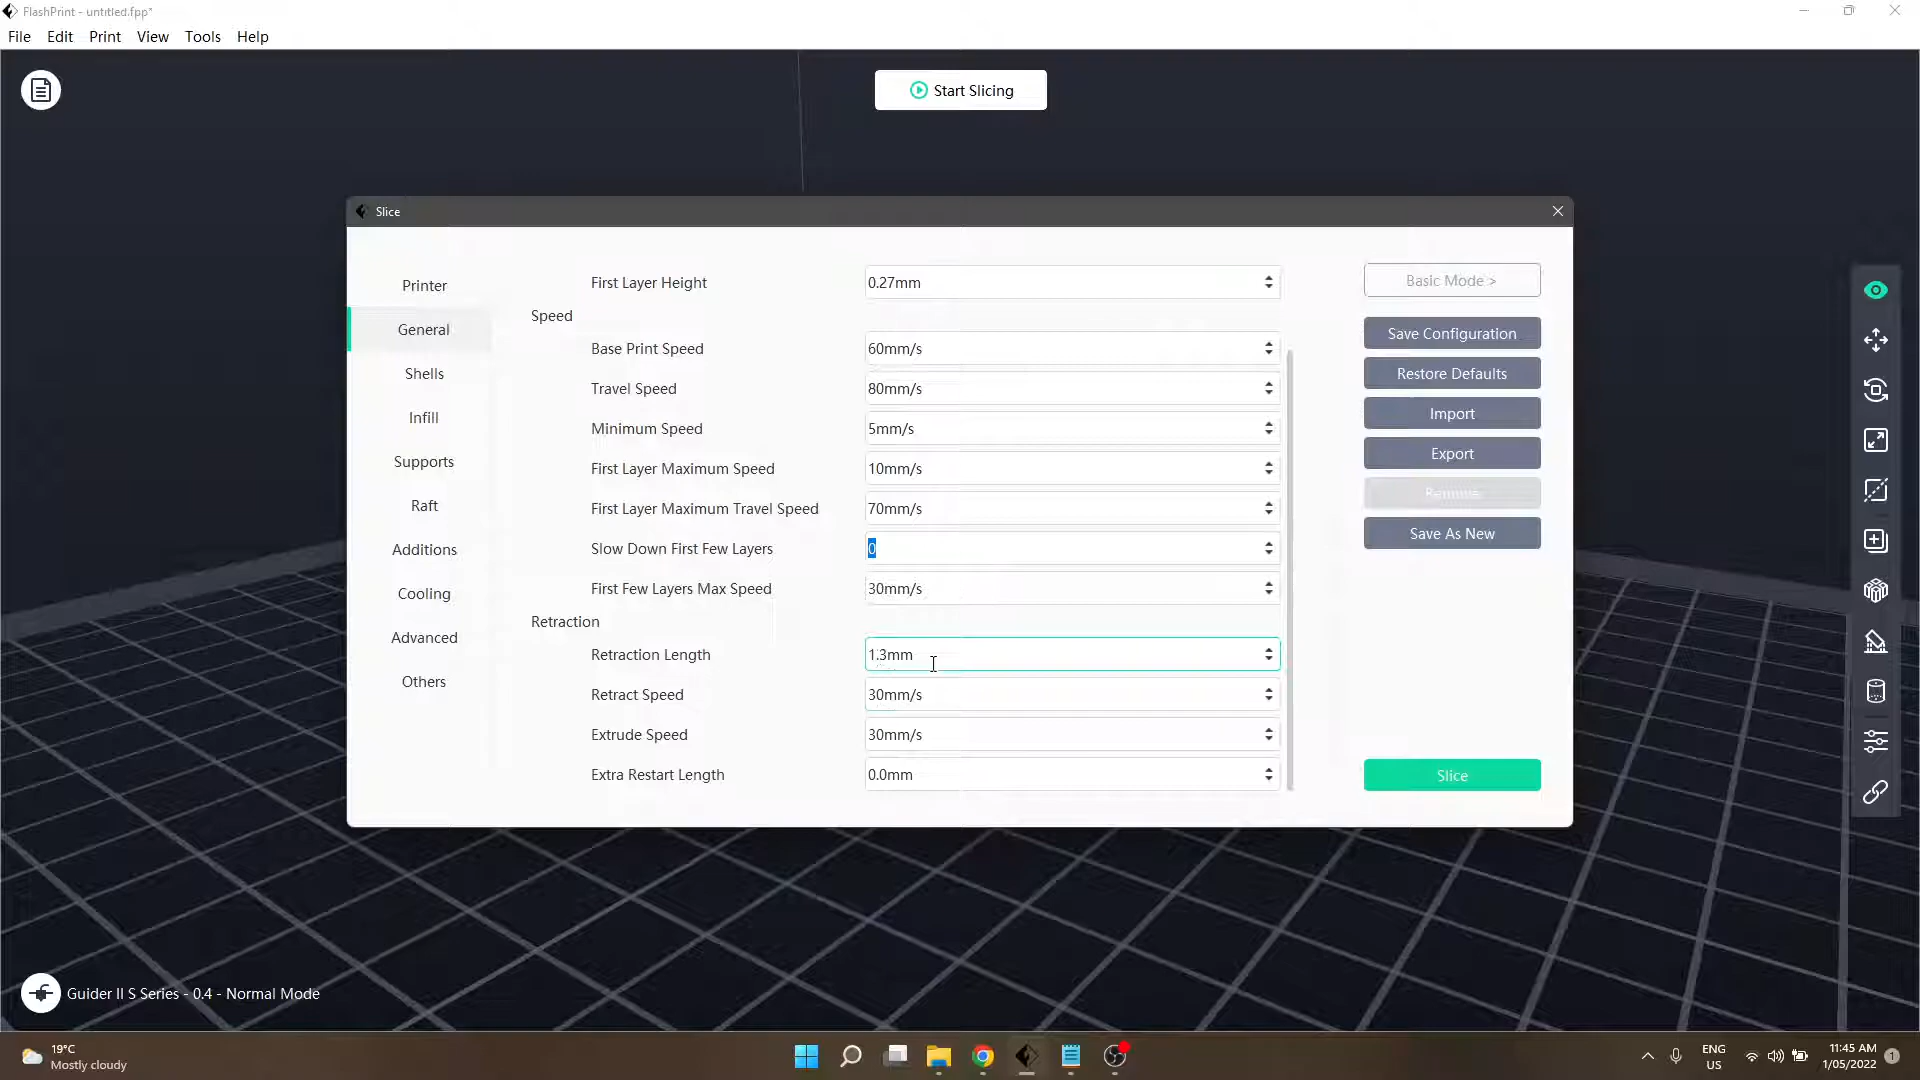 FlashPrint - untitled.fpp*
File Edit Print View Tools Help
Start Slicing
Slice
Printer
General
Shells
Infill
Supports
Raft
Additions
Cooling
Advanced
Others
First Layer Height 0.27mm
Speed
Base Print Speed 60mm/s
Travel Speed 80mm/s
Minimum Speed 5mm/s
First Layer Maximum Speed 10mm/s
First Layer Maximum Travel Speed 70mm/s
Slow Down First Few Layers 0
First Few Layers Max Speed 30mm/s
Retraction
Retraction Length 1.3mm
Retract Speed 30mm/s
Extrude Speed 30mm/s
Extra Restart Length 0.0mm
Basic Mode >
Save Configuration
Restore Defaults
Import
Export
Remove
Save As New
Slice
Guider II S Series - 0.4 - Normal Mode
19°C
Mostly cloudy
ENG
US
11:45 AM
1/05/2022
1